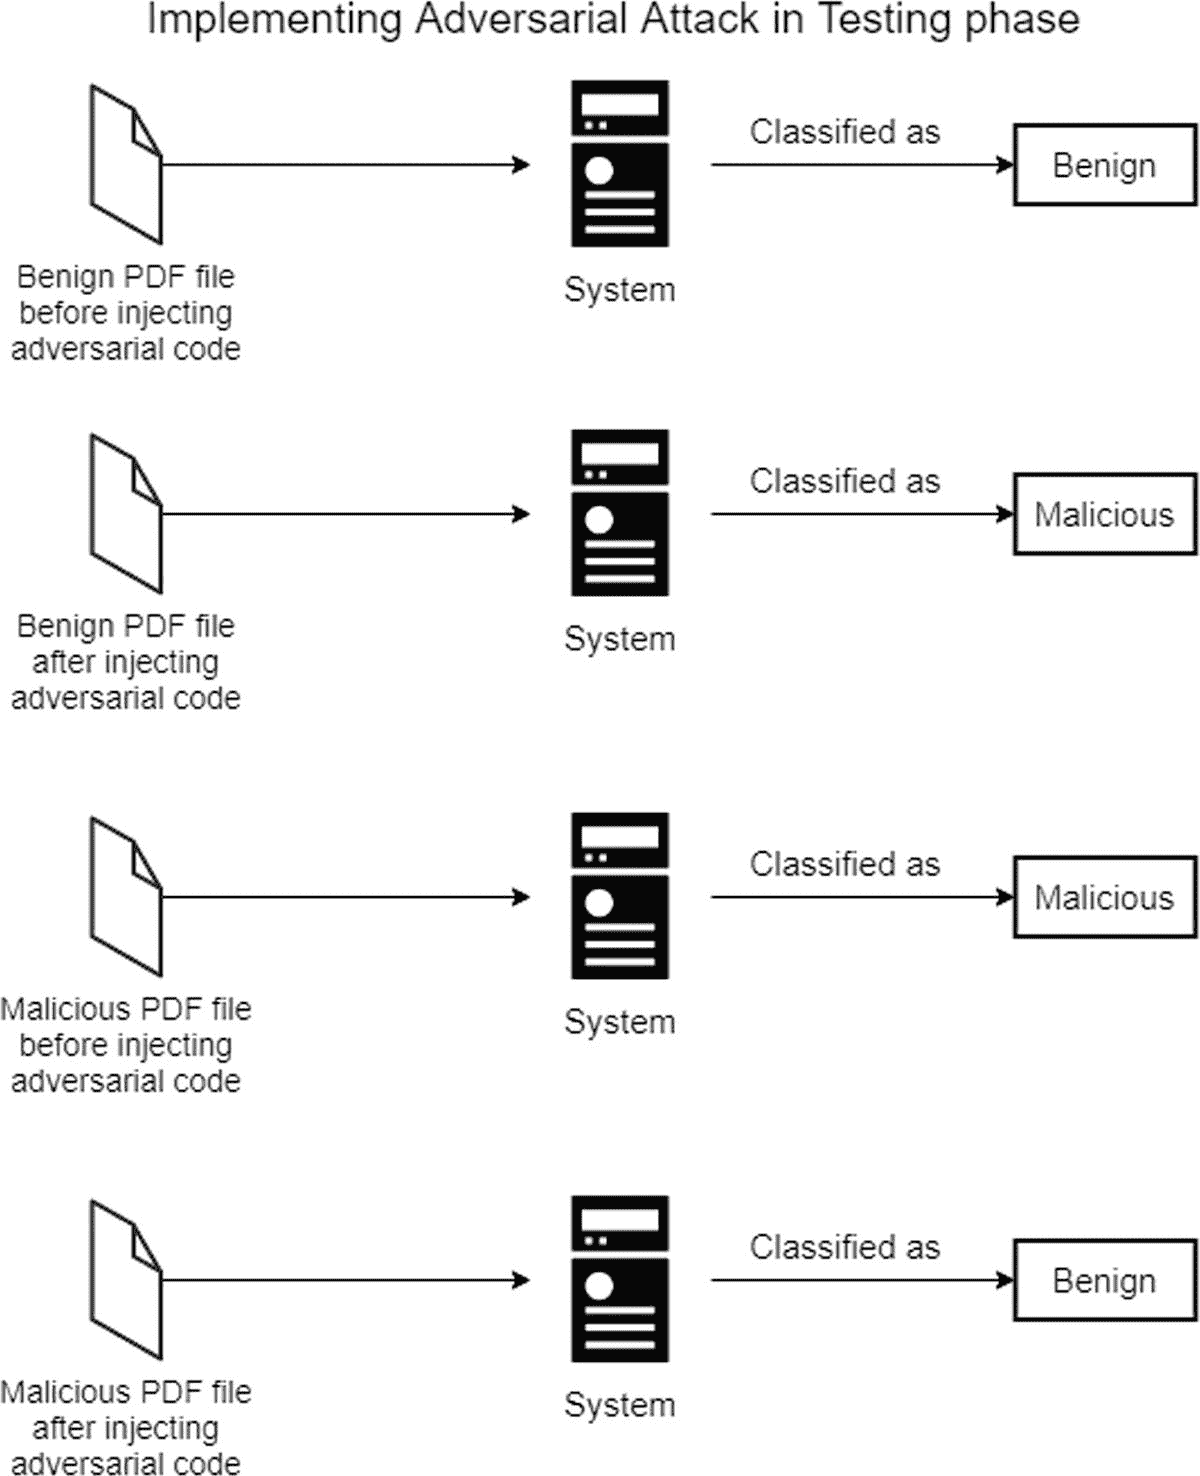 Implementing Adversarial Attack in Testing phase
Classified as
Benign
Benign PDF file
before injecting
adversarial code
System
Classified as
Malicious
Benign PDF file
after injecting
adversarial code
System
Classified as
Malicious
Malicious PDF file
before injecting
adversarial code
System
Classified as
Benign
Malicious PDF file
after injecting
adversarial code
System